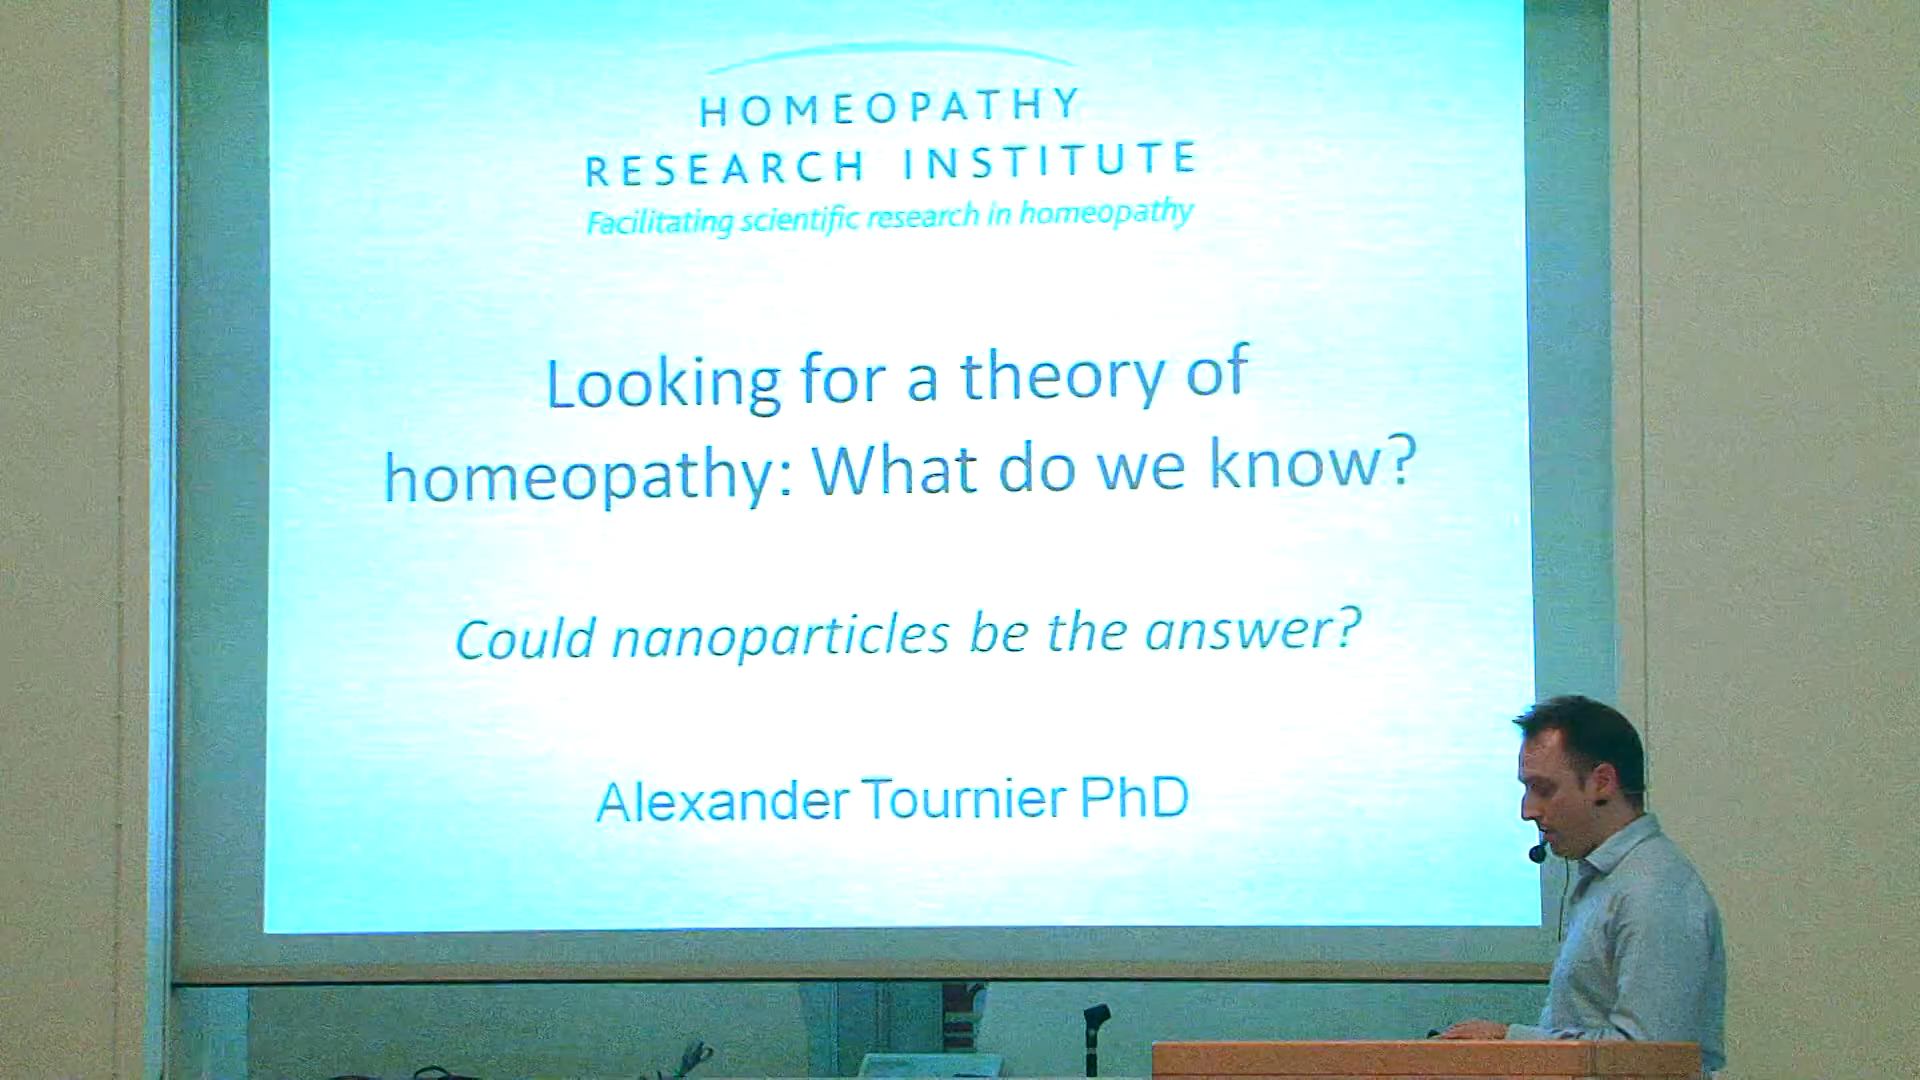 HOMEOPATHY
RESEARCH INSTITUTE
Facilitating scientific research in homeopathy
Looking for a theory of
homeopathy: What do we know?
Could nanoparticles be the answer?
Alexander Tournier PhD